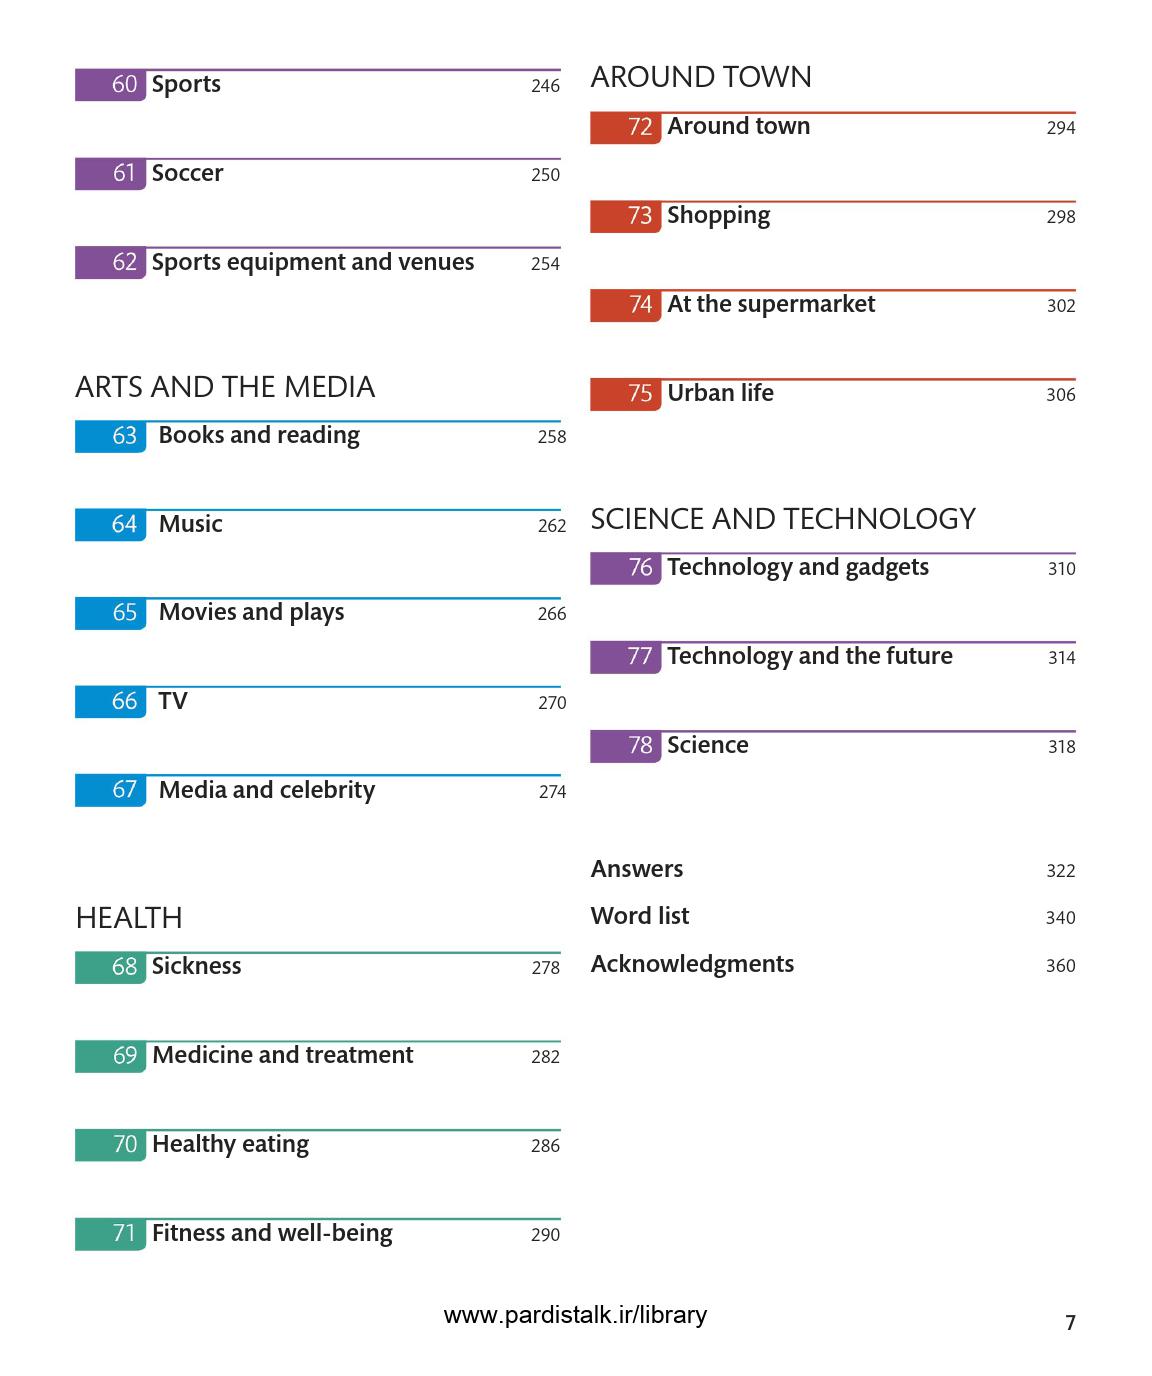 60 Sports 246
61 Soccer 250
62 Sports equipment and venues 254
ARTS AND THE MEDIA
63 Books and reading 258
64 Music 262
65 Movies and plays 266
66 TV 270
67 Media and celebrity 274
HEALTH
68 Sickness 278
69 Medicine and treatment 282
70 Healthy eating 286
71 Fitness and well-being 290
AROUND TOWN
72 Around town 294
73 Shopping 298
74 At the supermarket 302
75 Urban life 306
SCIENCE AND TECHNOLOGY
76 Technology and gadgets 310
77 Technology and the future 314
78 Science 318
Answers 322
Word list 340
Acknowledgments 360
www.pardistalk.ir/library
7